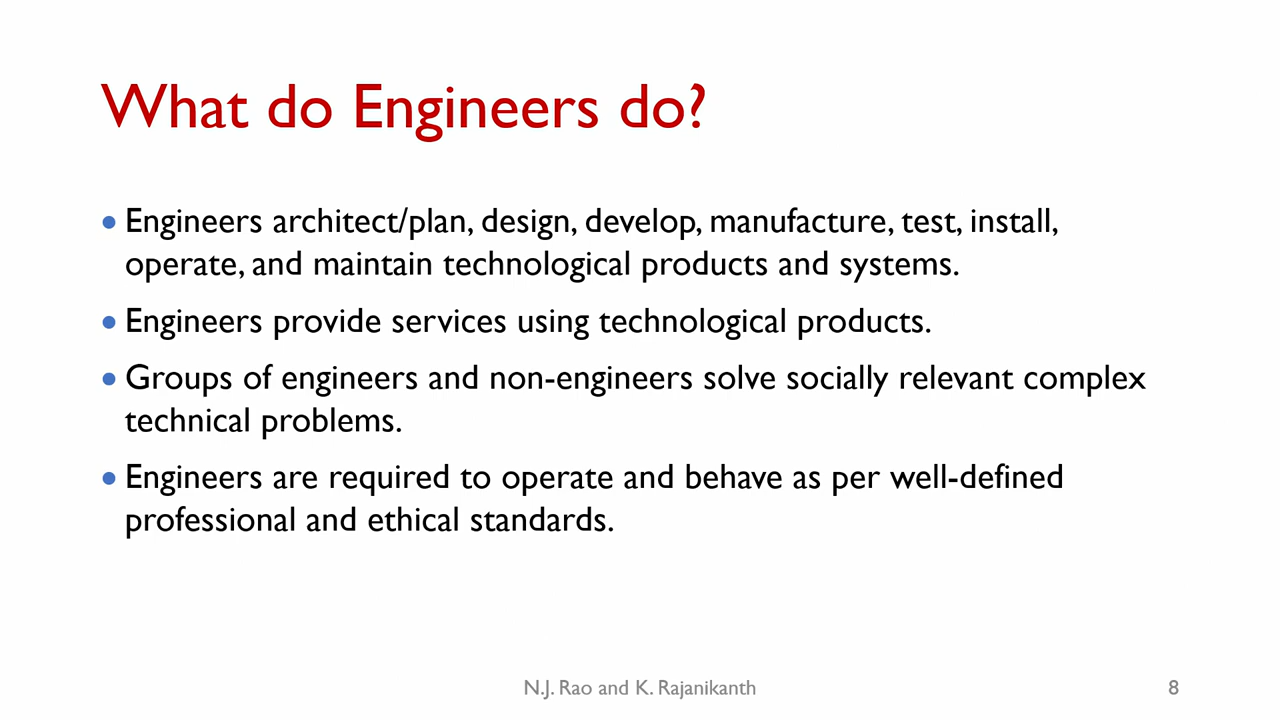 What do Engineers do?
• Engineers architect/plan, design, develop, manufacture, test, install,
operate, and maintain technological products and systems.
• Engineers provide services using technological products.
• Groups of engineers and non-engineers solve socially relevant complex
technical problems.
• Engineers are required to operate and behave as per well-defined
professional and ethical standards.
N.J. Rao and K. Rajanikanth
8